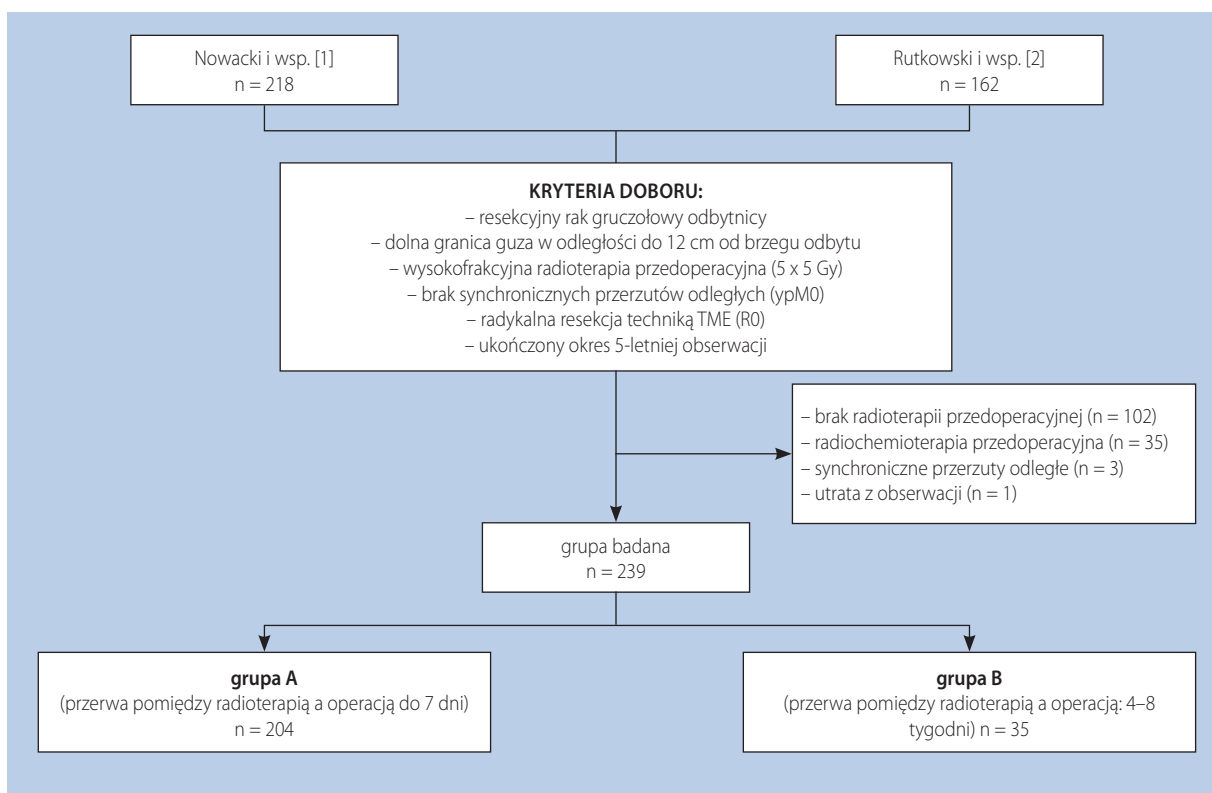 Nowacki i wsp. [1]
n = 218
Rutkowski i wsp. [2]
n = 162
KRYTERIA DOBORU:
– resekcyjny rak gruczołowy odbytnicy
– dolna granica guza w odległości do 12 cm od brzegu odbytu
– wysokofrakcyjna radioterapia przedoperacyjna (5 x 5 Gy)
– brak synchronicznych przerzutów odległych (ypM0)
– radykalna resekcja techniką TME (R0)
– ukończony okres 5-letniej obserwacji
– brak radioterapii przedoperacyjnej (n = 102)
– radiochemioterapia przedoperacyjna (n = 35)
– synchroniczne przerzuty odległe (n = 3)
– utrata z obserwacji (n = 1)
grupa badana
n = 239
grupa A
(przerwa pomiędzy radioterapią a operacją do 7 dni)
n = 204
grupa B
(przerwa pomiędzy radioterapią a operacją: 4–8
tygodni) n = 35